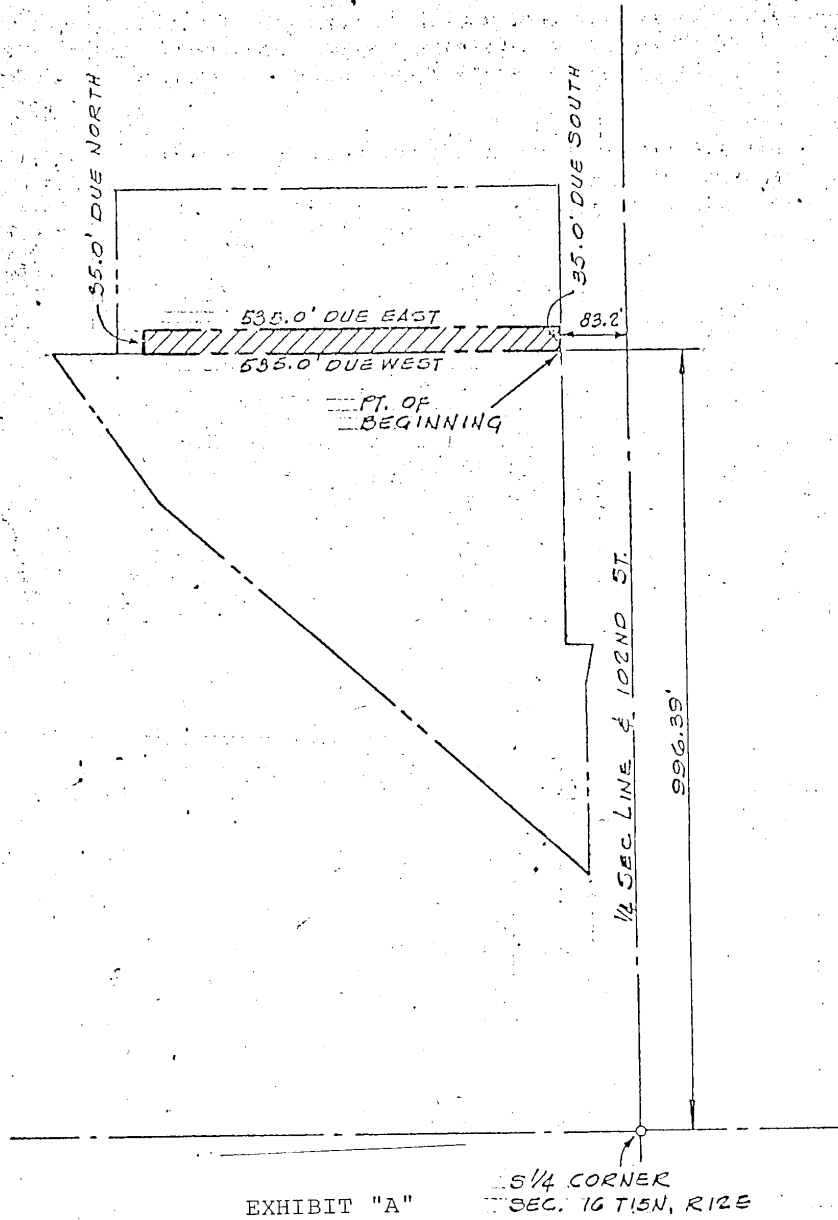 35.0' DUE NORTH
35.0' DUE SOUTH
83.2'
535.0' DUE EAST
535.0' DUE WEST
PT. OF
BEGINNING
1/4 SEC LINE & 102ND ST.
996.39'
S 1/4 CORNER
SEC. 16 T15N, R12E
EXHIBIT "A"